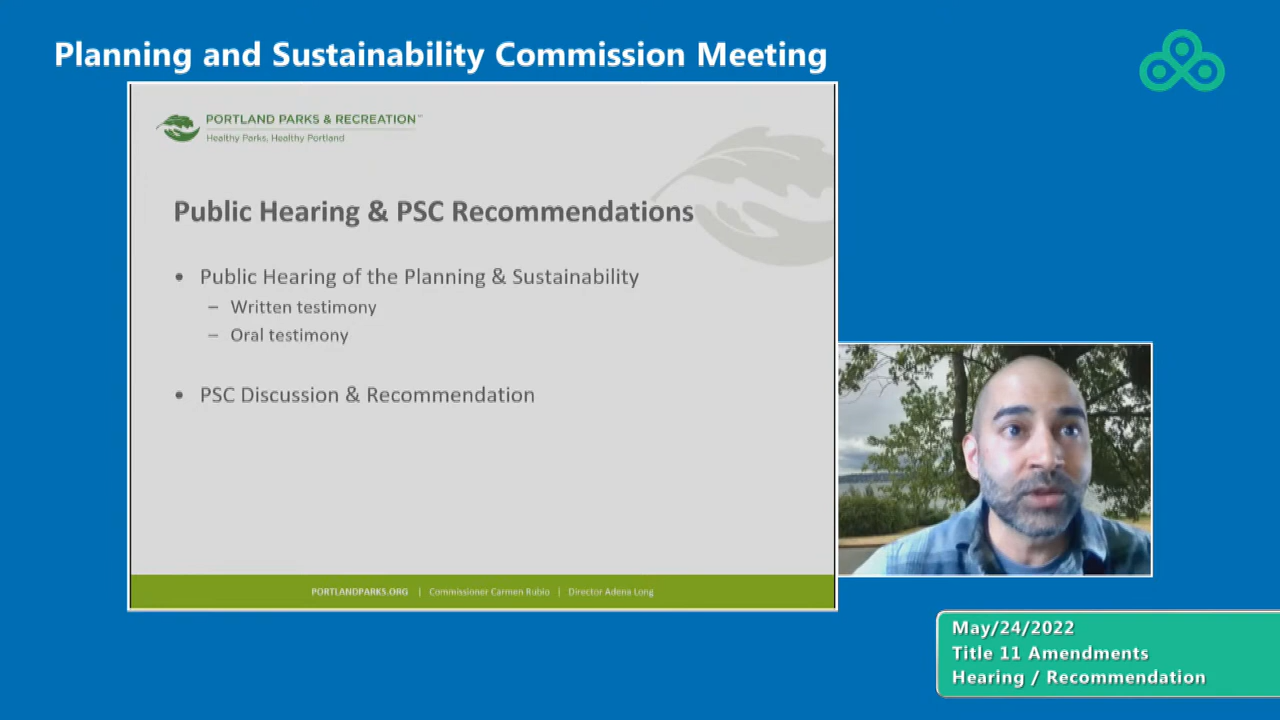 Planning and Sustainability Commission Meeting
PORTLAND PARKS & RECREATION™
Healthy Parks, Healthy Portland
Public Hearing & PSC Recommendations
• Public Hearing of the Planning & Sustainability
– Written testimony
– Oral testimony
• PSC Discussion & Recommendation
PORTLANDPARKS.ORG | Commissioner Carmen Rubio | Director Adena Long
May/24/2022
Title 11 Amendments
Hearing / Recommendation